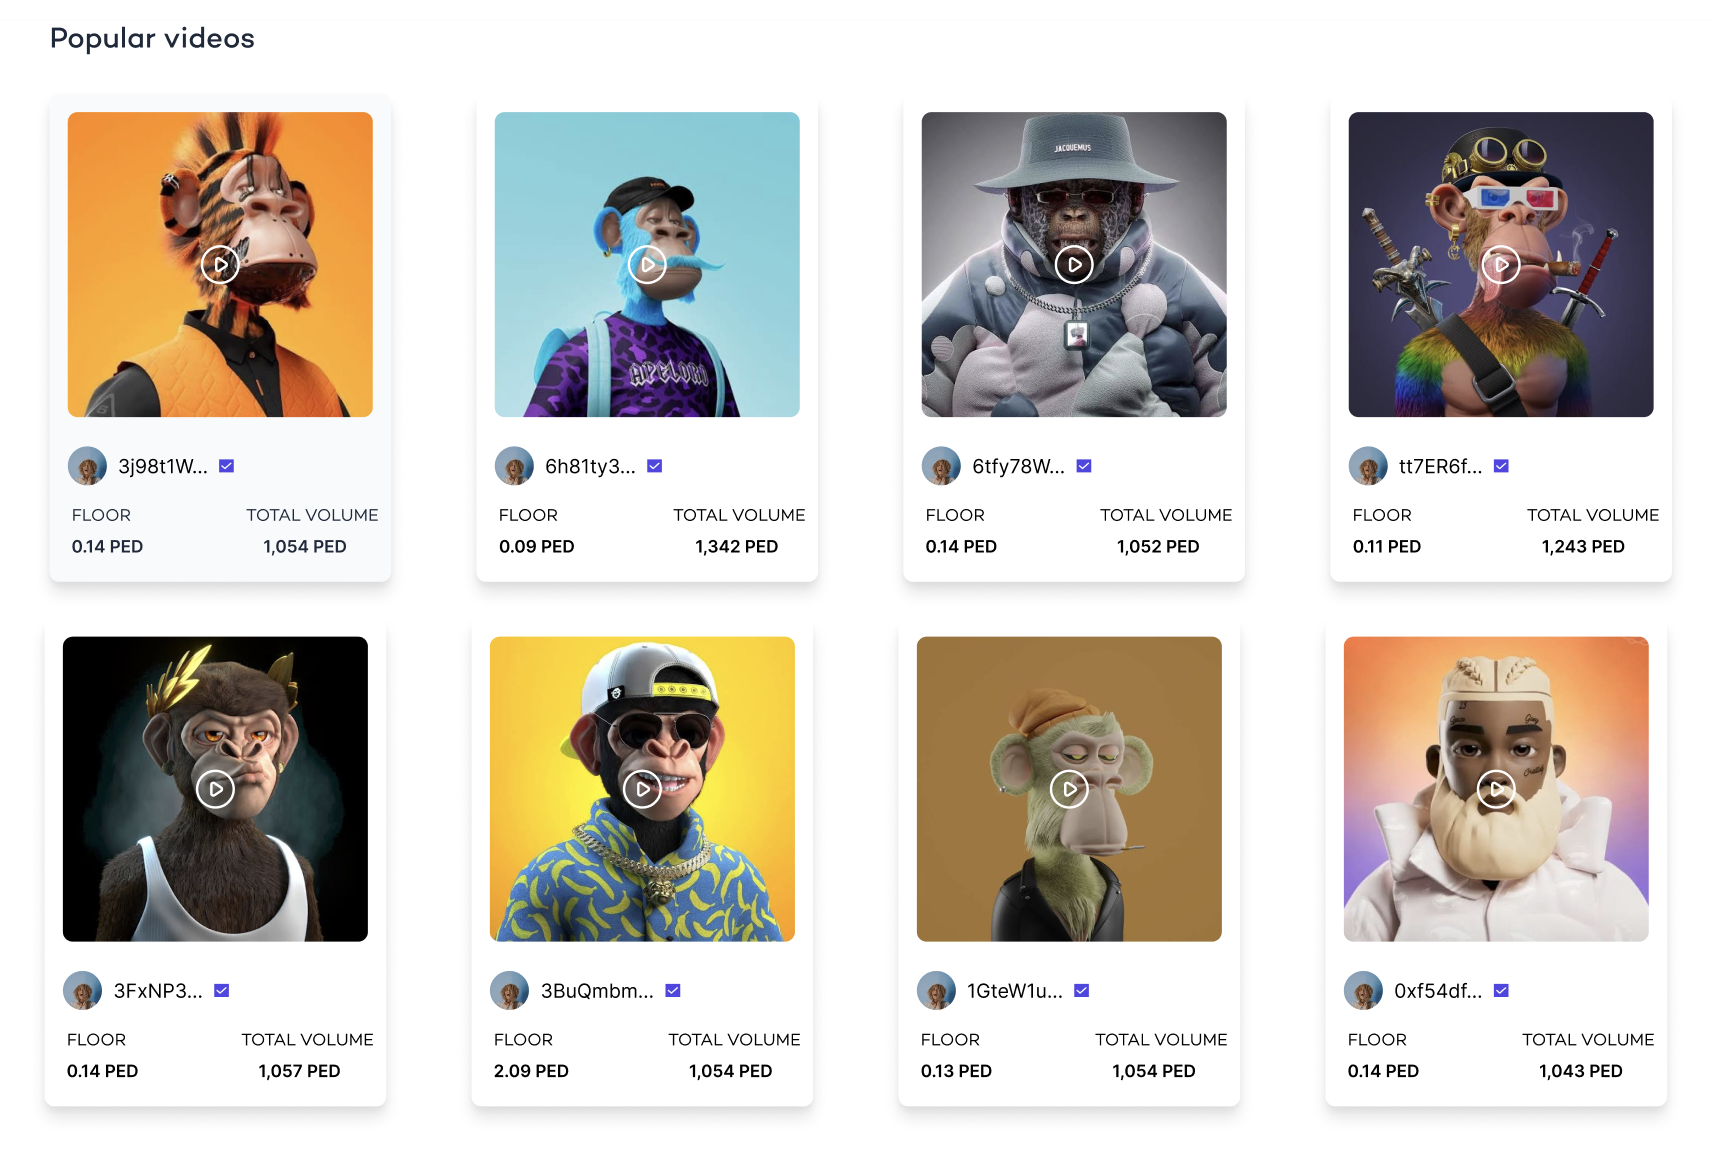 Popular videos
JACQUEMUS
APELORD
3j98t1W...
6h81ty3...
6tfy78W...
tt7ER6f...
FLOOR TOTAL VOLUME
0.14 PED 1,054 PED
FLOOR TOTAL VOLUME
0.09 PED 1,342 PED
FLOOR TOTAL VOLUME
0.14 PED 1,052 PED
FLOOR TOTAL VOLUME
0.11 PED 1,243 PED
3FxNP3...
3BuQmbm...
1GteW1u...
0xf54df...
FLOOR TOTAL VOLUME
0.14 PED 1,057 PED
FLOOR TOTAL VOLUME
2.09 PED 1,054 PED
FLOOR TOTAL VOLUME
0.13 PED 1,054 PED
FLOOR TOTAL VOLUME
0.14 PED 1,043 PED